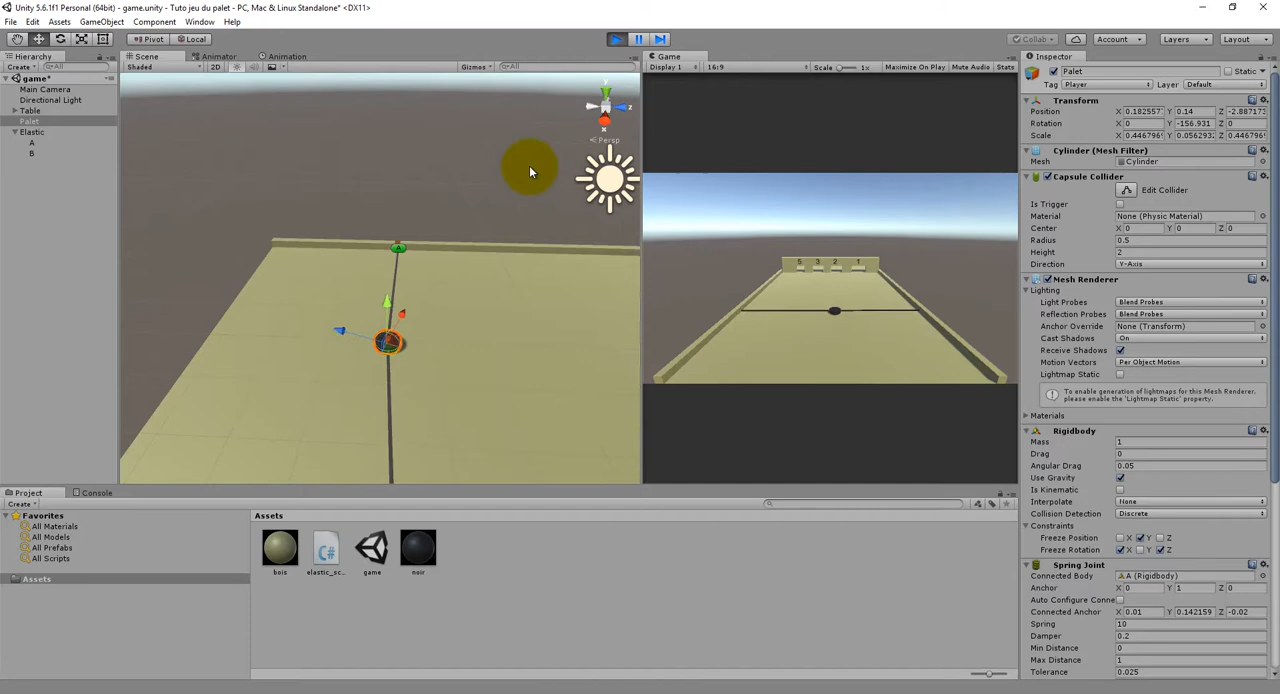 Unity 5.6.1f1 Personal (64bit) - game.unity - Tuto jeu du palet - PC, Mac & Linux Standalone* <DX11>
File Edit Assets GameObject Component Window Help
Pivot Local Collab Account Layers Layout
Hierarchy
Create All
game*
Main Camera
Directional Light
Table
Palet
Elastic
A
B
Scene Animator Animation
Shaded 2D Gizmos All
y
z
x
Persp
A
Game
Display 1 16:9 Scale 1x Maximize On Play Mute Audio Stats
5 3 2 1
Inspector
Palet Static
Tag Player Layer Default
Transform
Position X 0.182557 Y 0.14 Z -2.887173
Rotation X 0 Y -156.931 Z 0
Scale X 0.446769 Y 0.056293 Z 0.446769
Cylinder (Mesh Filter)
Mesh Cylinder
Capsule Collider
Edit Collider
Is Trigger
Material None (Physic Material)
Center X 0 Y 0 Z 0
Radius 0.5
Height 2
Direction Y-Axis
Mesh Renderer
Lighting
Light Probes Blend Probes
Reflection Probes Blend Probes
Anchor Override None (Transform)
Cast Shadows On
Receive Shadows
Motion Vectors Per Object Motion
Lightmap Static
To enable generation of lightmaps for this Mesh Renderer, please enable the 'Lightmap Static' property.
Materials
Rigidbody
Mass 1
Drag 0
Angular Drag 0.05
Use Gravity
Is Kinematic
Interpolate None
Collision Detection Discrete
Constraints
Freeze Position X Y Z
Freeze Rotation X Y Z
Spring Joint
Connected Body A (Rigidbody)
Anchor X 0 Y 1 Z 0
Auto Configure Conne
Connected Anchor X 0.01 Y 0.142159 Z -0.02
Spring 10
Damper 0.2
Min Distance 0
Max Distance 1
Tolerance 0.025
Project Console
Create
Favorites
All Materials
All Models
All Prefabs
All Scripts
Assets
Assets
bois elastic_sc... game noir